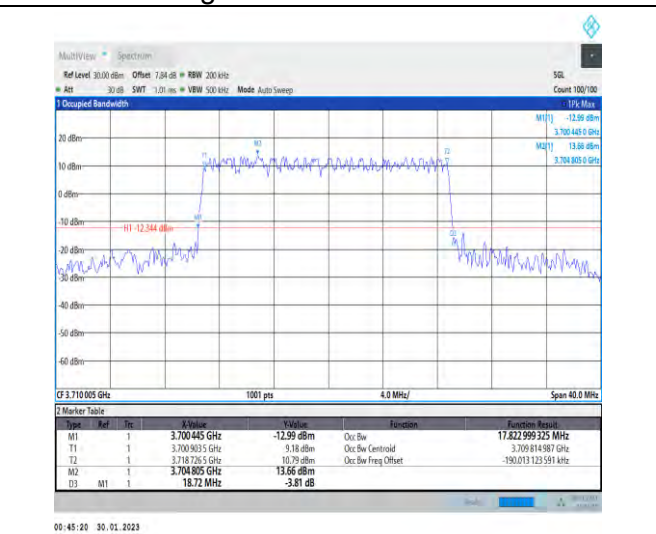 MultiView Spectrum
Ref Level 30.00 dBm Offset 7.84 dB RBW 200 kHz SGL
Att 30 dB SWT 1.01 ms VBW 500 kHz Mode Auto Sweep Count 100/100
1 Occupied Bandwidth 1Pk Max
M1[1] -12.99 dBm
3.700 445 0 GHz
M2[1] 13.66 dBm
3.704 805 0 GHz
20 dBm
T1 M2 T2
10 dBm
0 dBm
-10 dBm
M1
H1 -12.344 dBm
D3
-20 dBm
-30 dBm
-40 dBm
-50 dBm
-60 dBm
CF 3.710 005 GHz 1001 pts 4.0 MHz/ Span 40.0 MHz
2 Marker Table
Type Ref Trc X-Value Y-Value Function Function Result
M1 1 3.700 445 GHz -12.99 dBm Occ Bw 17.822 999 325 MHz
T1 1 3.700 903 5 GHz 9.18 dBm Occ Bw Centroid 3.709 814 987 GHz
T2 1 3.718 726 5 GHz 10.79 dBm Occ Bw Freq Offset -190.013 123 591 kHz
M2 1 3.704 805 GHz 13.66 dBm
D3 M1 1 18.72 MHz -3.81 dB
00:45:20 30.01.2023